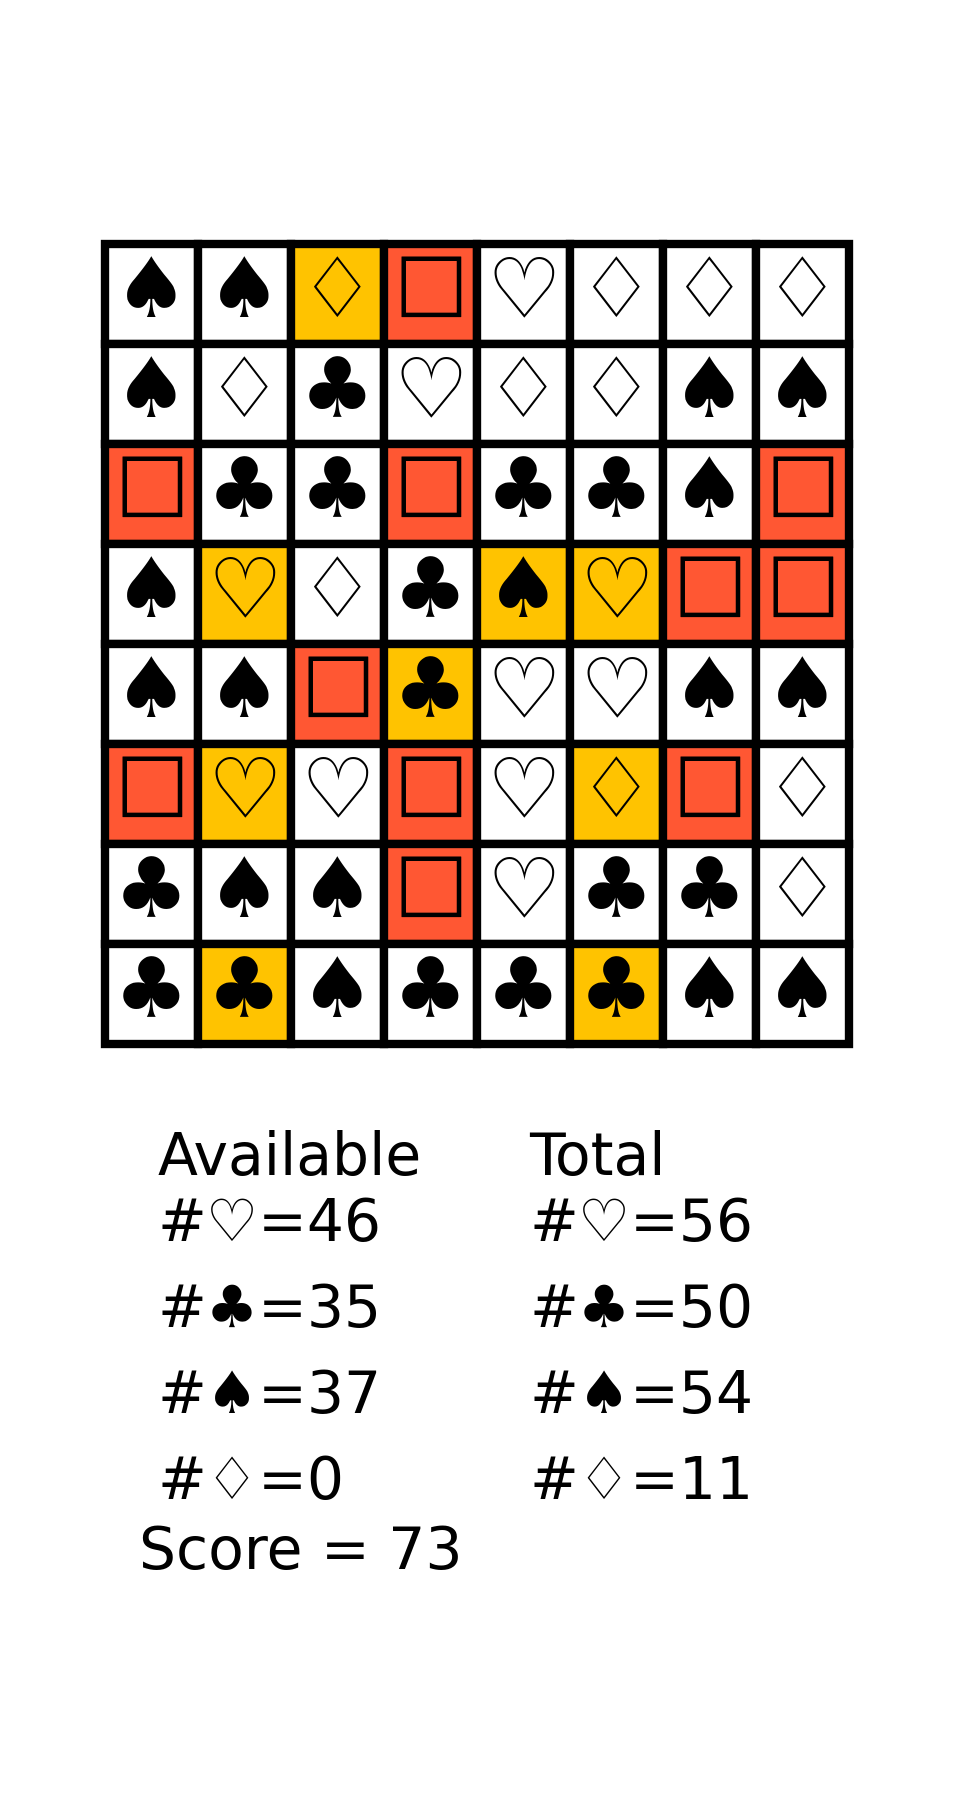 ♠ ♠ ♢ □ ♡ ♢ ♢ ♢
♠ ♢ ♣ ♡ ♢ ♢ ♠ ♠
□ ♣ ♣ □ ♣ ♣ ♠ □
♠ ♡ ♢ ♣ ♠ ♡ □ □
♠ ♠ □ ♣ ♡ ♡ ♠ ♠
□ ♡ ♡ □ ♡ ♢ □ ♢
♣ ♠ ♠ □ ♡ ♣ ♣ ♢
♣ ♣ ♠ ♣ ♣ ♣ ♠ ♠
Available Total
#♡=46 #♡=56
#♣=35 #♣=50
#♠=37 #♠=54
#♢=0 #♢=11
Score = 73